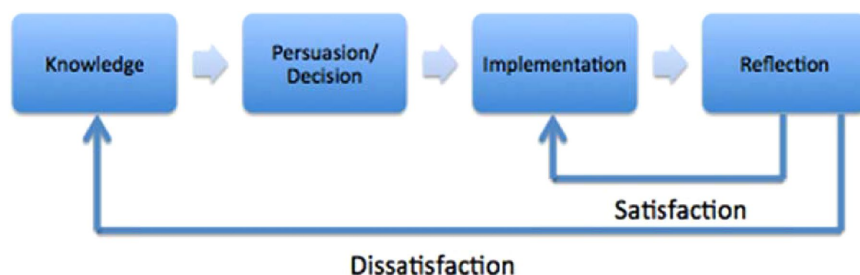 Knowledge
Persuasion/
Decision
Implementation
Reflection
Satisfaction
Dissatisfaction